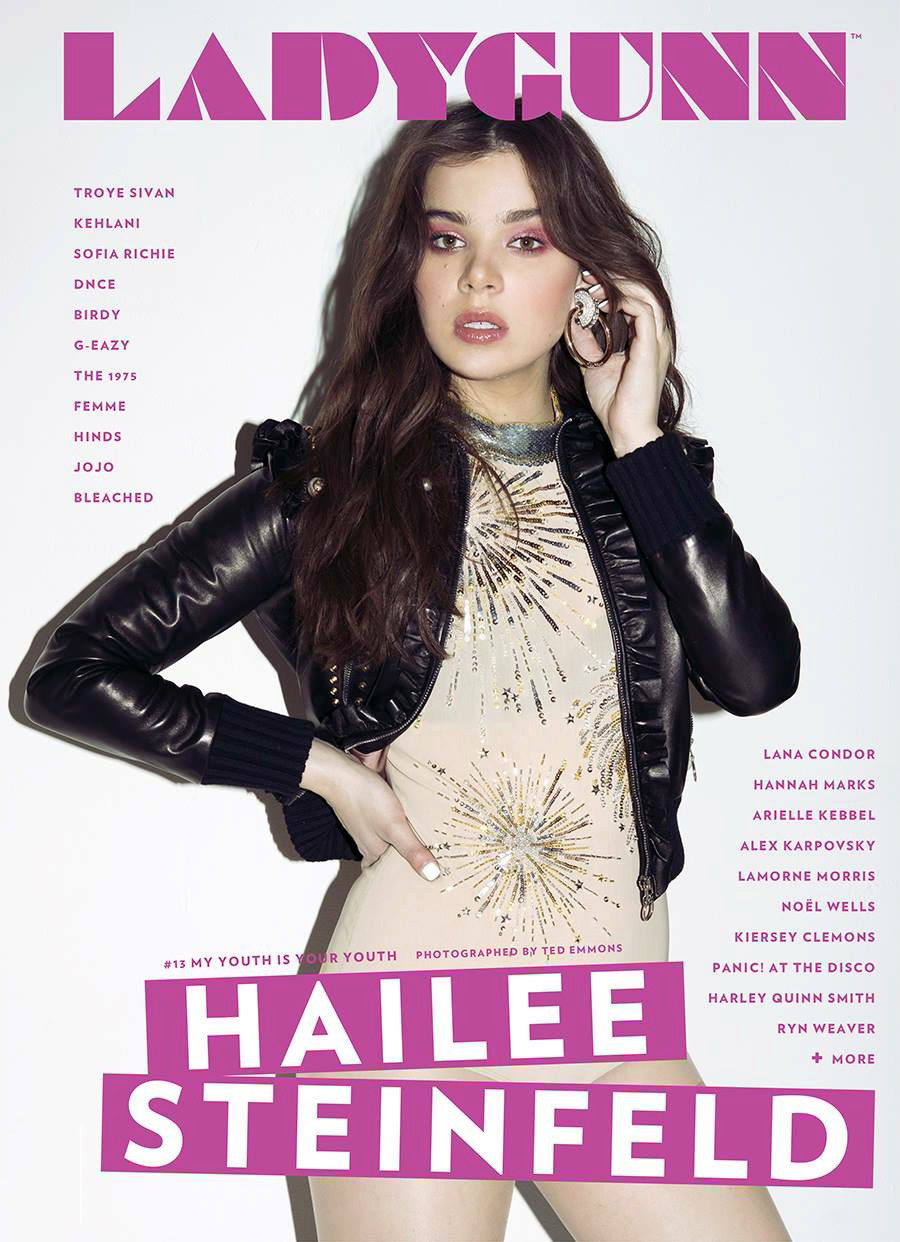 LADYGUNN™
TROYE SIVAN
KEHLANI
SOFIA RICHIE
DNCE
BIRDY
G-EAZY
THE 1975
FEMME
HINDS
JOJO
BLEACHED
LANA CONDOR
HANNAH MARKS
ARIELLE KEBBEL
ALEX KARPOVSKY
LAMORNE MORRIS
NOËL WELLS
KIERSEY CLEMONS
PANIC! AT THE DISCO
HARLEY QUINN SMITH
RYN WEAVER
+ MORE
#13 MY YOUTH IS YOUR YOUTH PHOTOGRAPHED BY TED EMMONS
HAILEE
STEINFELD